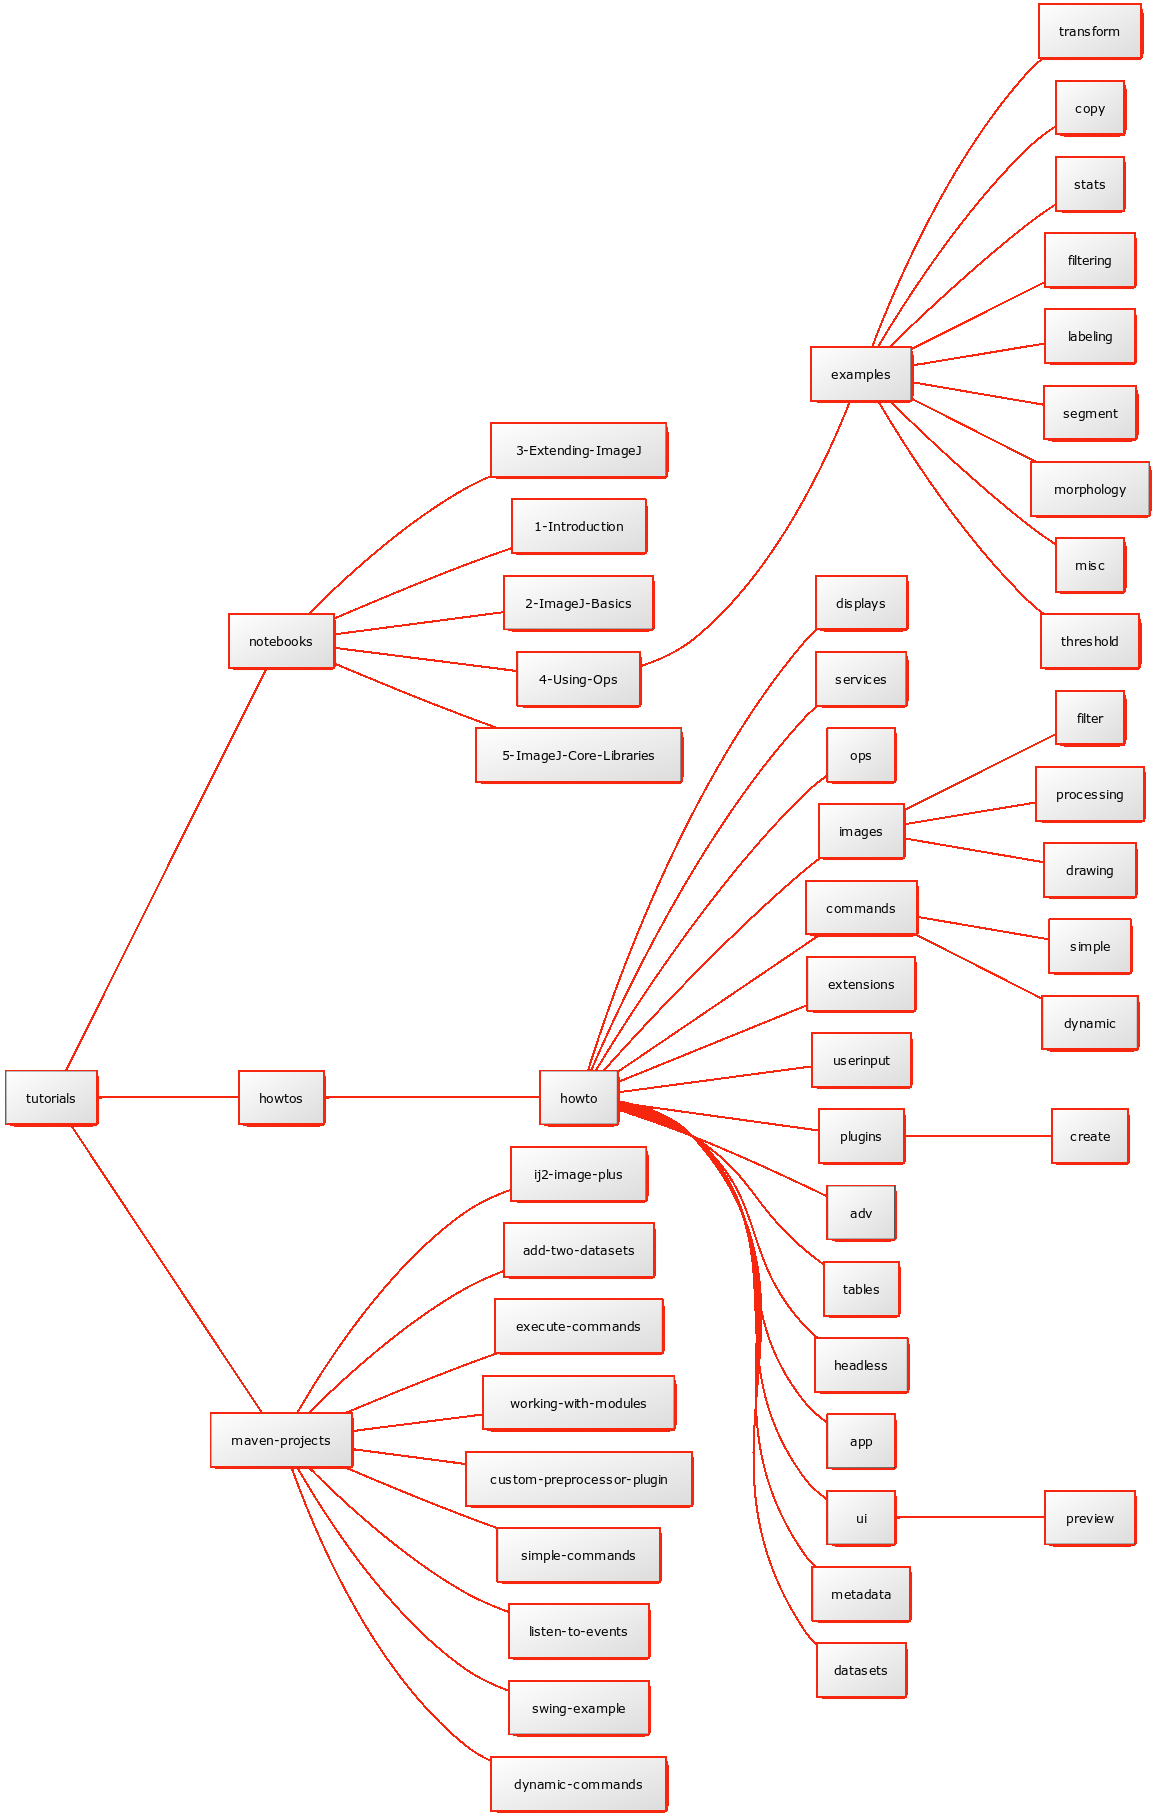 transform
copy
stats
filtering
labeling
examples
segment
3-Extending-ImageJ
morphology
1-Introduction
misc
2-ImageJ-Basics
displays
notebooks
threshold
4-Using-Ops
services
filter
5-ImageJ-Core-Libraries
ops
processing
images
drawing
commands
simple
extensions
dynamic
userinput
tutorials
howtos
howto
plugins
create
ij2-image-plus
adv
add-two-datasets
tables
execute-commands
headless
working-with-modules
maven-projects
app
custom-preprocessor-plugin
ui
preview
simple-commands
metadata
listen-to-events
datasets
swing-example
dynamic-commands